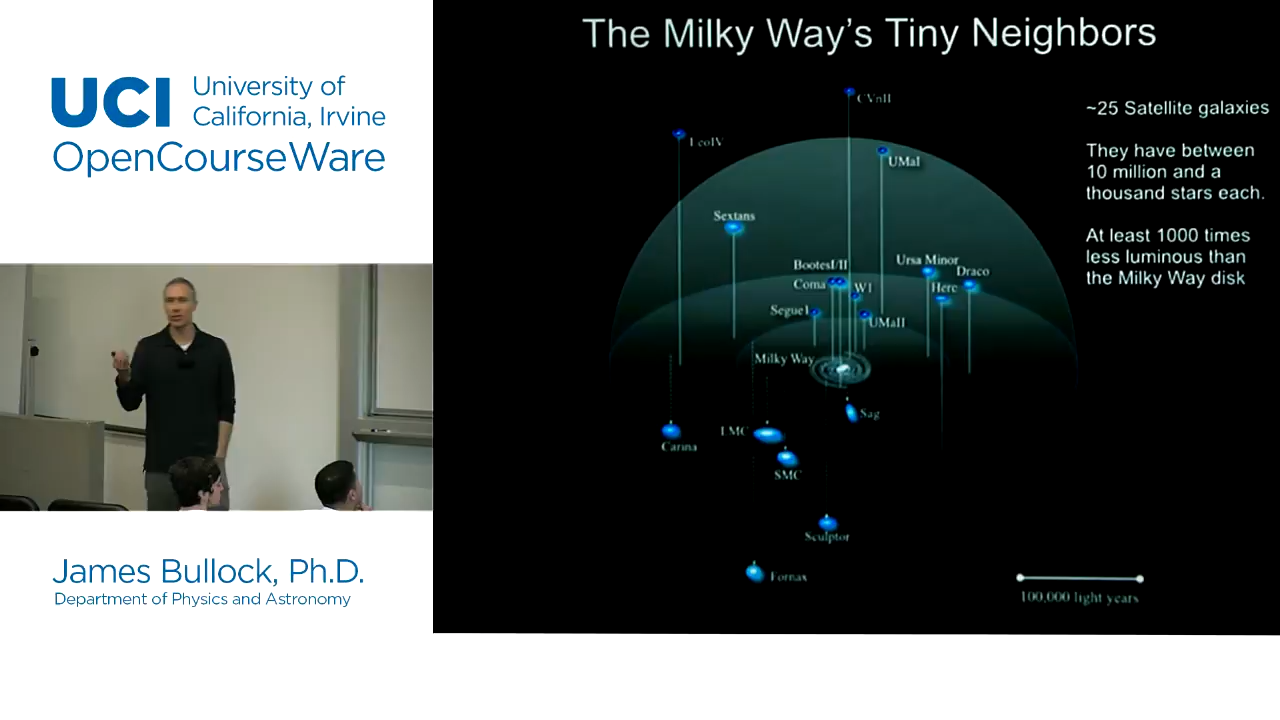 UCI University of
California, Irvine
OpenCourseWare
James Bullock, Ph.D.
Department of Physics and Astronomy
The Milky Way's Tiny Neighbors
CVnII
LeoIV
UMaI
~25 Satellite galaxies
They have between
10 million and a
thousand stars each.
At least 1000 times
less luminous than
the Milky Way disk
Sextans
BootesI/II
Ursa Minor
Draco
Coma
W1
Herc
Segue1
UMaII
Milky Way
Sag
Carina
LMC
SMC
Sculptor
Fornax
100,000 light years